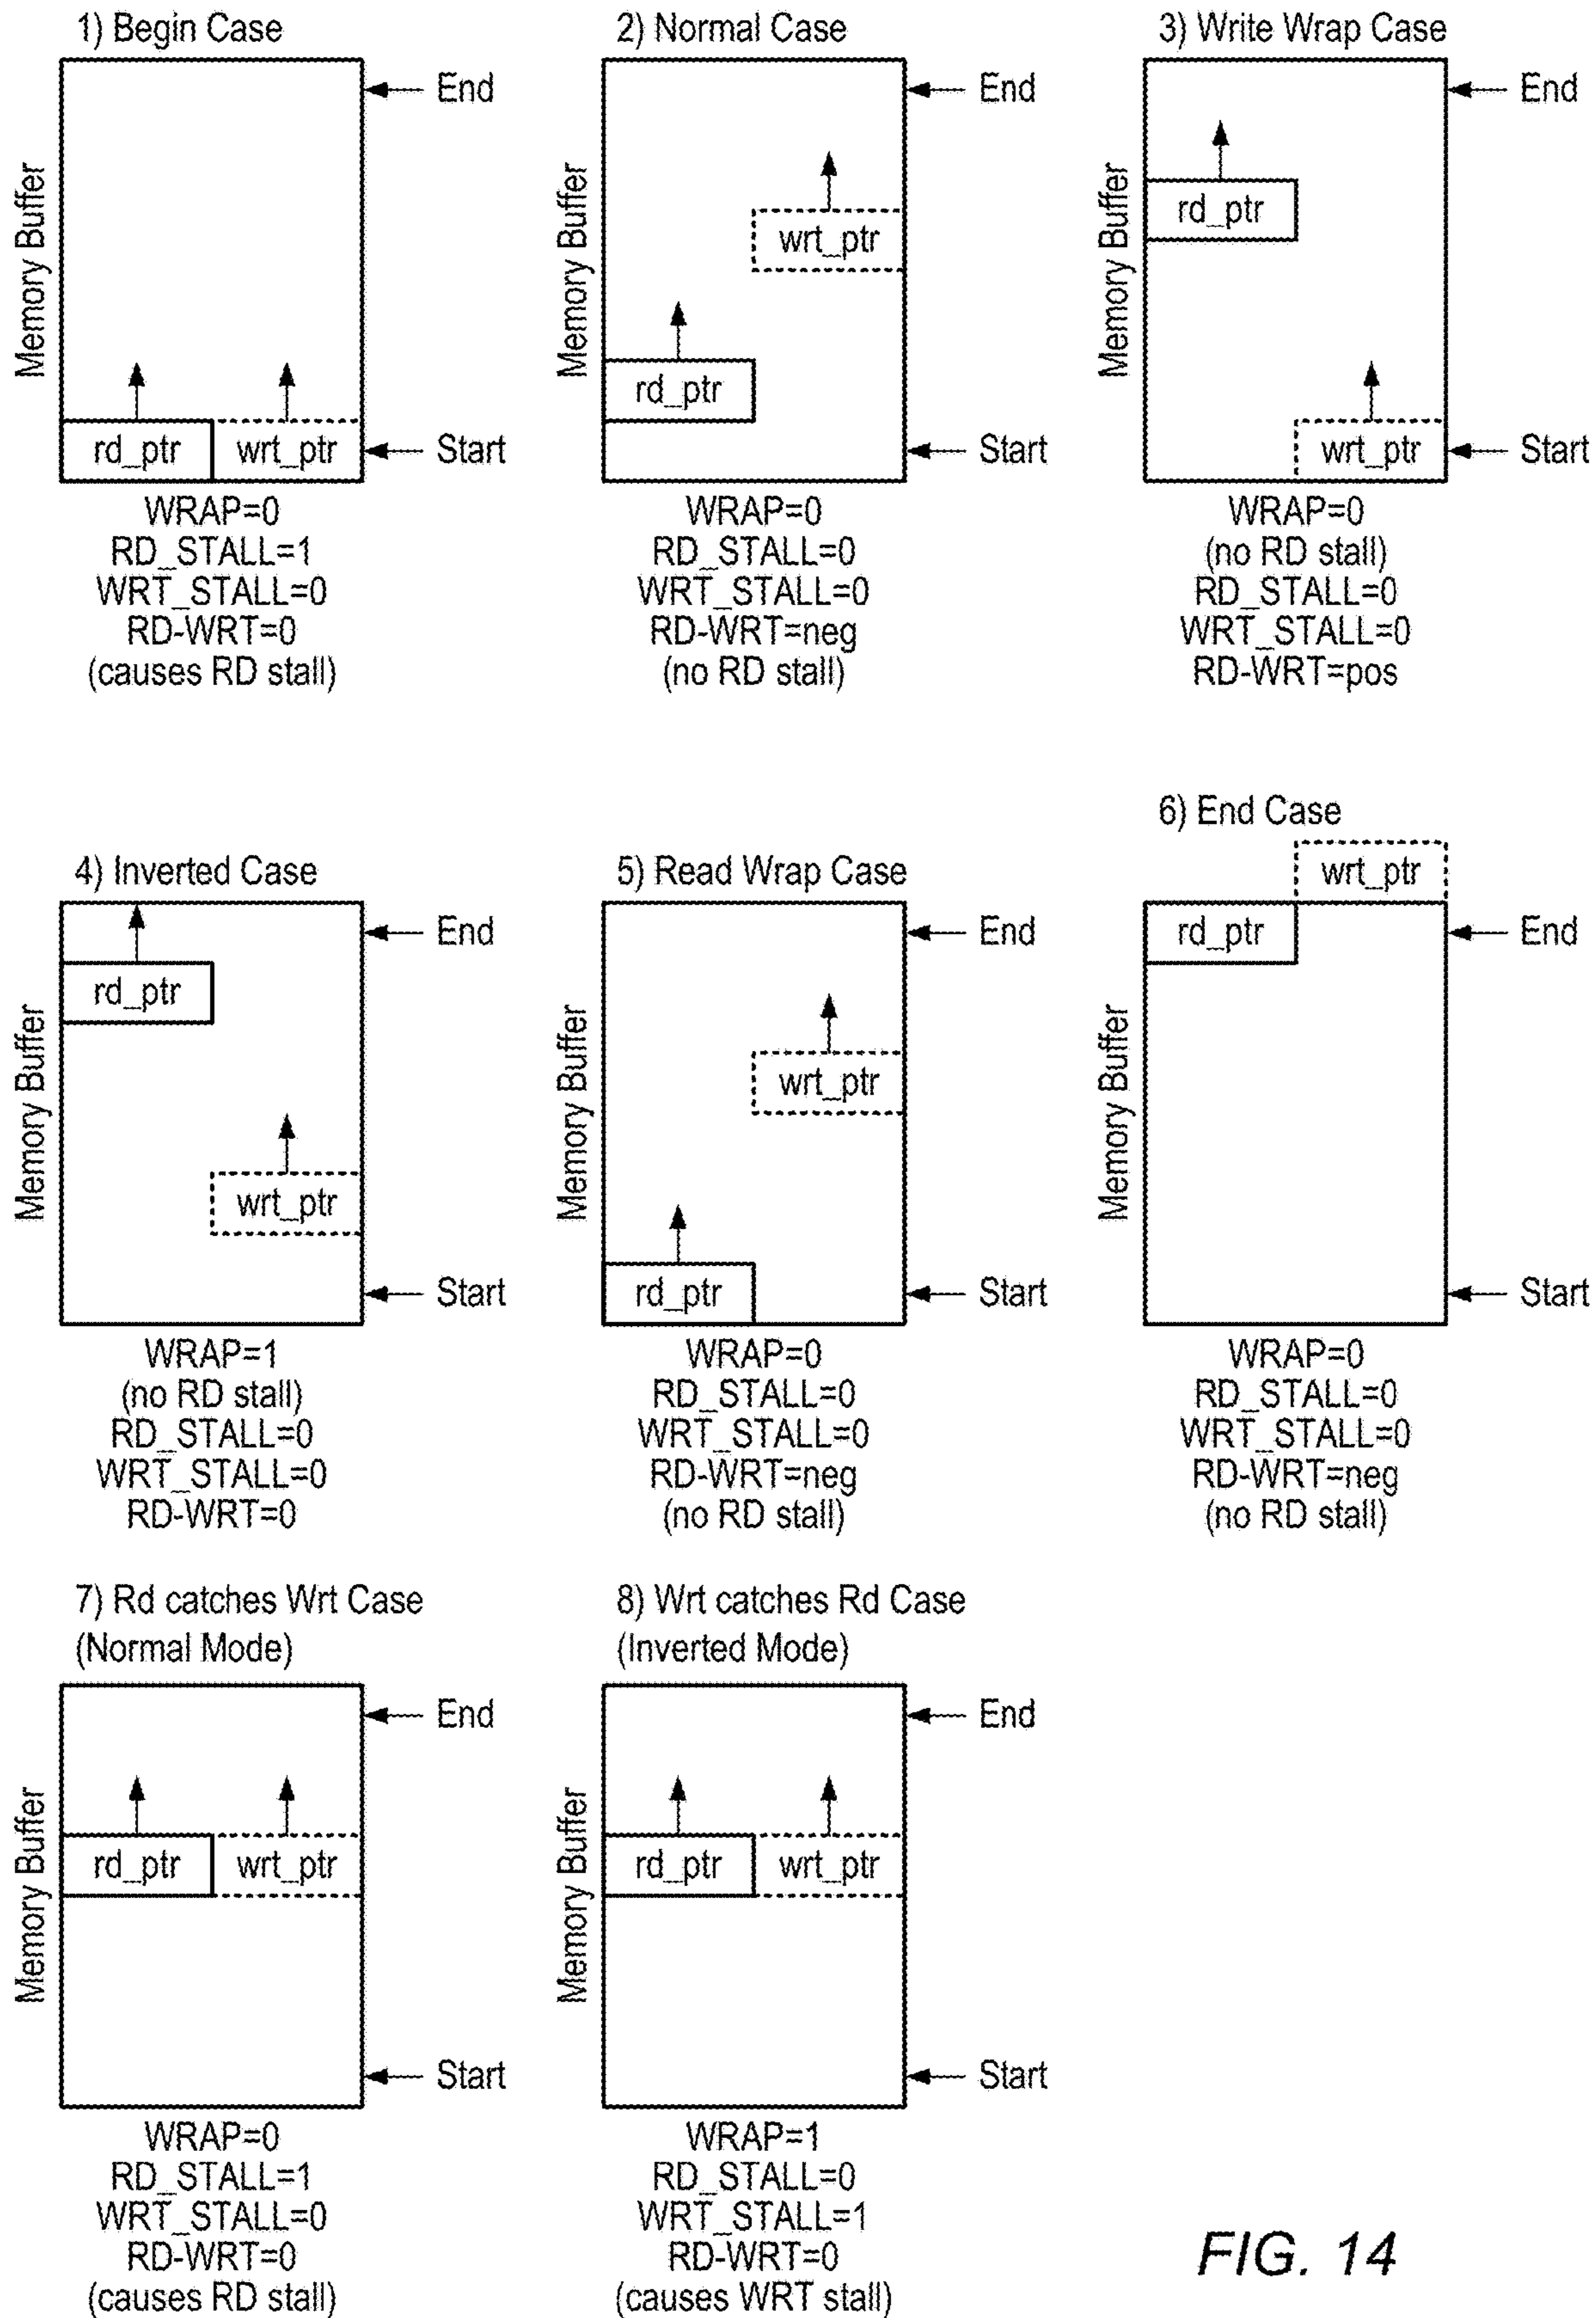 1) Begin Case
Memory Buffer
End
rd_ptr
wrt_ptr
Start
WRAP=0
RD_STALL=1
WRT_STALL=0
RD-WRT=0
(causes RD stall)
2) Normal Case
Memory Buffer
End
wrt_ptr
rd_ptr
Start
WRAP=0
RD_STALL=0
WRT_STALL=0
RD-WRT=neg
(no RD stall)
3) Write Wrap Case
Memory Buffer
End
rd_ptr
wrt_ptr
Start
WRAP=0
(no RD stall)
RD_STALL=0
WRT_STALL=0
RD-WRT=pos
4) Inverted Case
Memory Buffer
End
rd_ptr
wrt_ptr
Start
WRAP=1
(no RD stall)
RD_STALL=0
WRT_STALL=0
RD-WRT=0
5) Read Wrap Case
Memory Buffer
End
wrt_ptr
rd_ptr
Start
WRAP=0
RD_STALL=0
WRT_STALL=0
RD-WRT=neg
(no RD stall)
6) End Case
wrt_ptr
Memory Buffer
rd_ptr
End
Start
WRAP=0
RD_STALL=0
WRT_STALL=0
RD-WRT=neg
(no RD stall)
7) Rd catches Wrt Case
(Normal Mode)
Memory Buffer
End
rd_ptr
wrt_ptr
Start
WRAP=0
RD_STALL=1
WRT_STALL=0
RD-WRT=0
(causes RD stall)
8) Wrt catches Rd Case
(Inverted Mode)
Memory Buffer
End
rd_ptr
wrt_ptr
Start
WRAP=1
RD_STALL=0
WRT_STALL=1
RD-WRT=0
(causes WRT stall)
FIG. 14